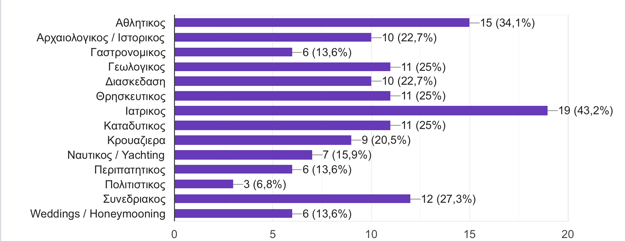 Αθλητικος 15 (34,1%)
Αρχαιολογικος / Ιστορικος 10 (22,7%)
Γαστρονομικος 6 (13,6%)
Γεωλογικος 11 (25%)
Διασκεδαση 10 (22,7%)
Θρησκευτικος 11 (25%)
Ιατρικος 19 (43,2%)
Καταδυτικος 11 (25%)
Κρουαζιερα 9 (20,5%)
Ναυτικος / Yachting 7 (15,9%)
Περιπατητικος 6 (13,6%)
Πολιτιστικος 3 (6,8%)
Συνεδριακος 12 (27,3%)
Weddings / Honeymooning 6 (13,6%)
0 5 10 15 20